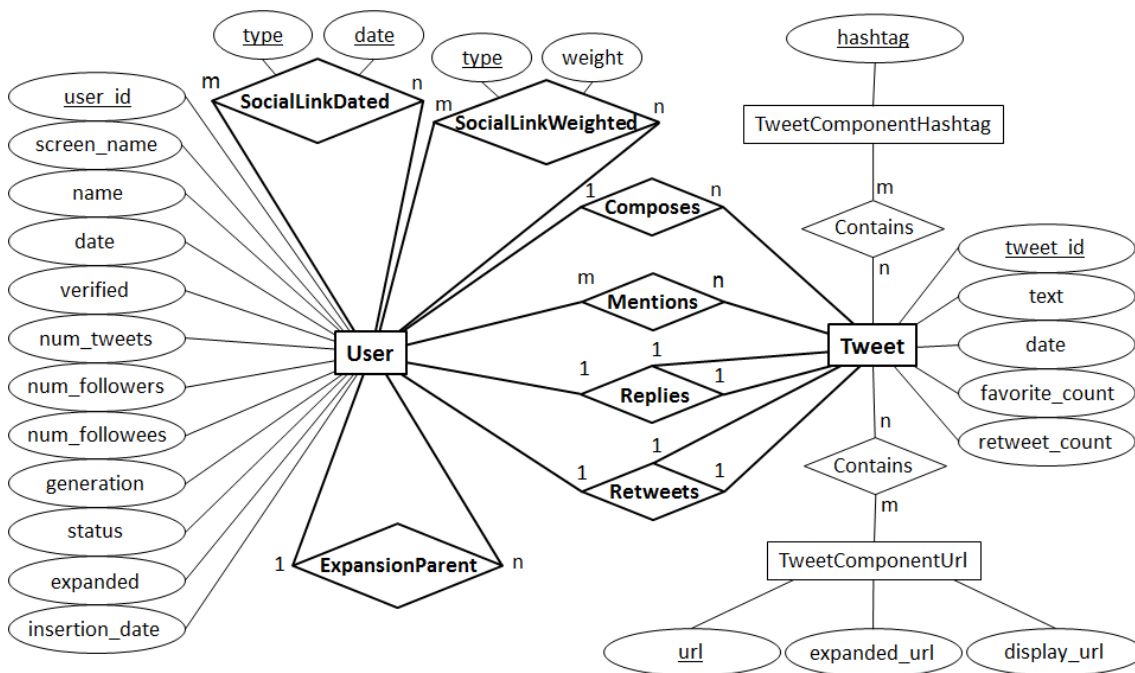 type
date
hashtag
type
weight
m
n
SocialLinkDated
m
n
SocialLinkWeighted
user_id
screen_name
name
date
verified
num_tweets
num_followers
num_followees
generation
status
expanded
insertion_date
User
1
n
Composes
m
n
Mentions
1
1
1
Replies
1
1
1
Retweets
1
n
ExpansionParent
TweetComponentHashtag
m
Contains
n
Tweet
tweet_id
text
date
favorite_count
retweet_count
n
Contains
m
TweetComponentUrl
url
expanded_url
display_url